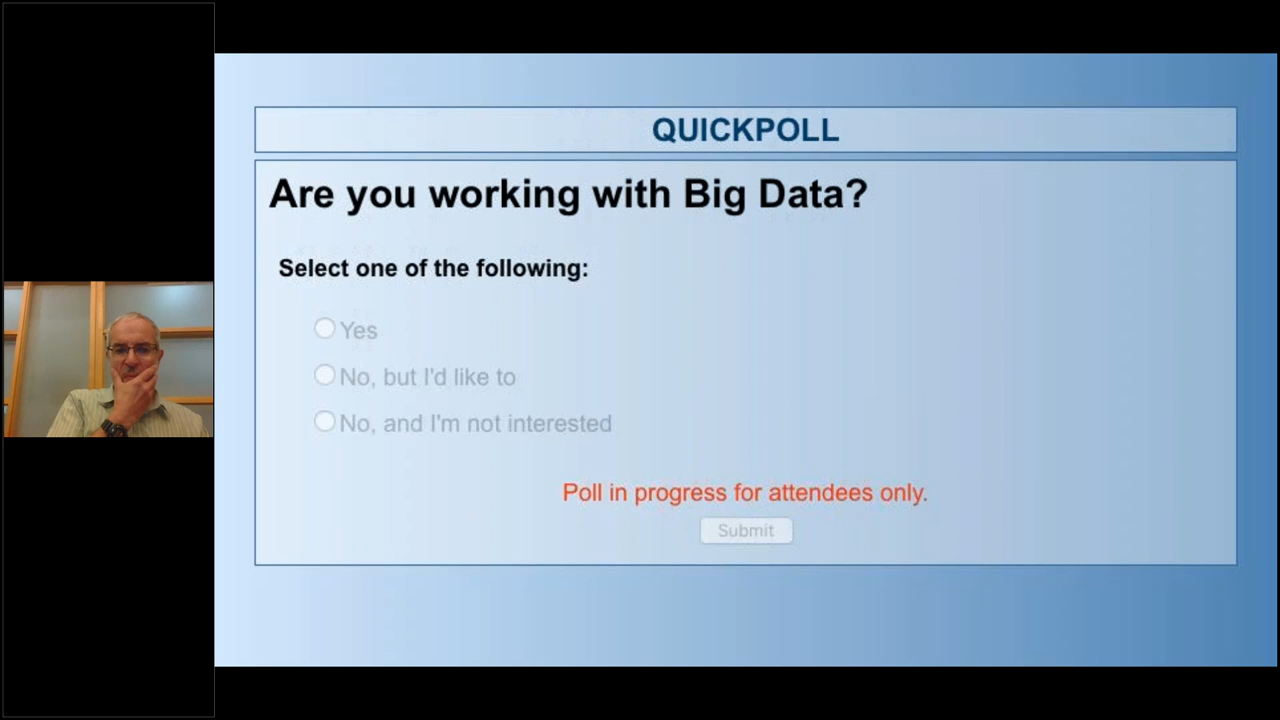 QUICKPOLL
Are you working with Big Data?
Select one of the following:
Yes
No, but I'd like to
No, and I'm not interested
Poll in progress for attendees only.
Submit